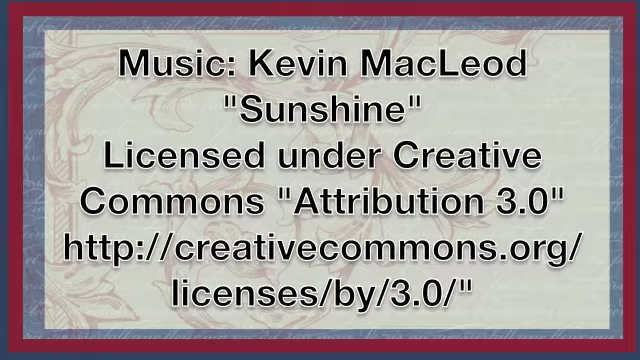 Music: Kevin MacLeod
"Sunshine"
Licensed under Creative
Commons "Attribution 3.0"
http://creativecommons.org/
licenses/by/3.0/"